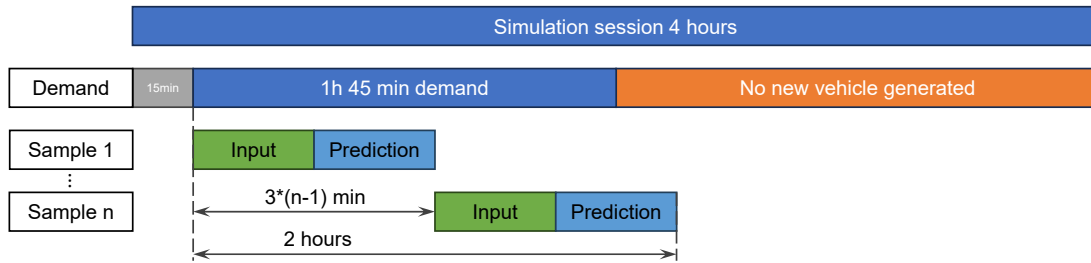 Simulation session 4 hours
Demand
15min
1h 45 min demand
No new vehicle generated
Sample 1
Input
Prediction
Sample n
3*(n-1) min
Input
Prediction
2 hours